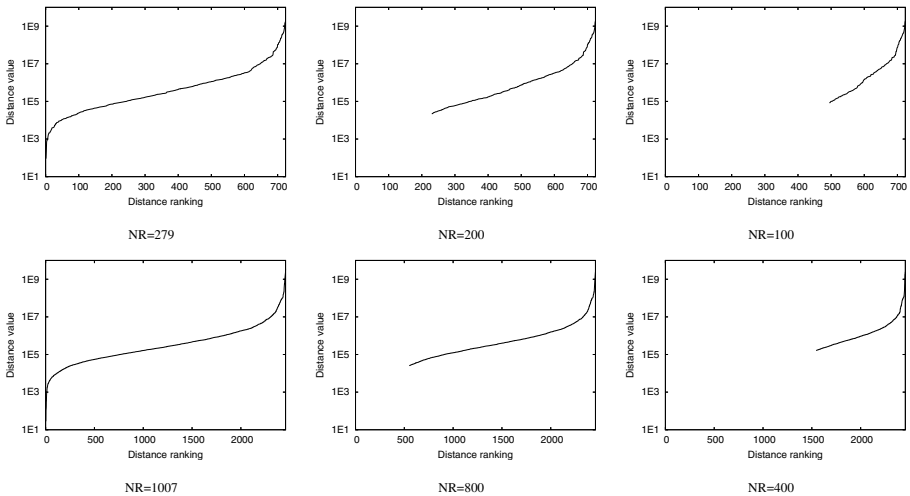 1E9
1E7
1E5
1E3
1E1
Distance value
0 100 200 300 400 500 600 700
Distance ranking
NR=279
1E9
1E7
1E5
1E3
1E1
Distance value
0 100 200 300 400 500 600 700
Distance ranking
NR=200
1E9
1E7
1E5
1E3
1E1
Distance value
0 100 200 300 400 500 600 700
Distance ranking
NR=100
1E9
1E7
1E5
1E3
1E1
Distance value
0 500 1000 1500 2000
Distance ranking
NR=1007
1E9
1E7
1E5
1E3
1E1
Distance value
0 500 1000 1500 2000
Distance ranking
NR=800
1E9
1E7
1E5
1E3
1E1
Distance value
0 500 1000 1500 2000
Distance ranking
NR=400